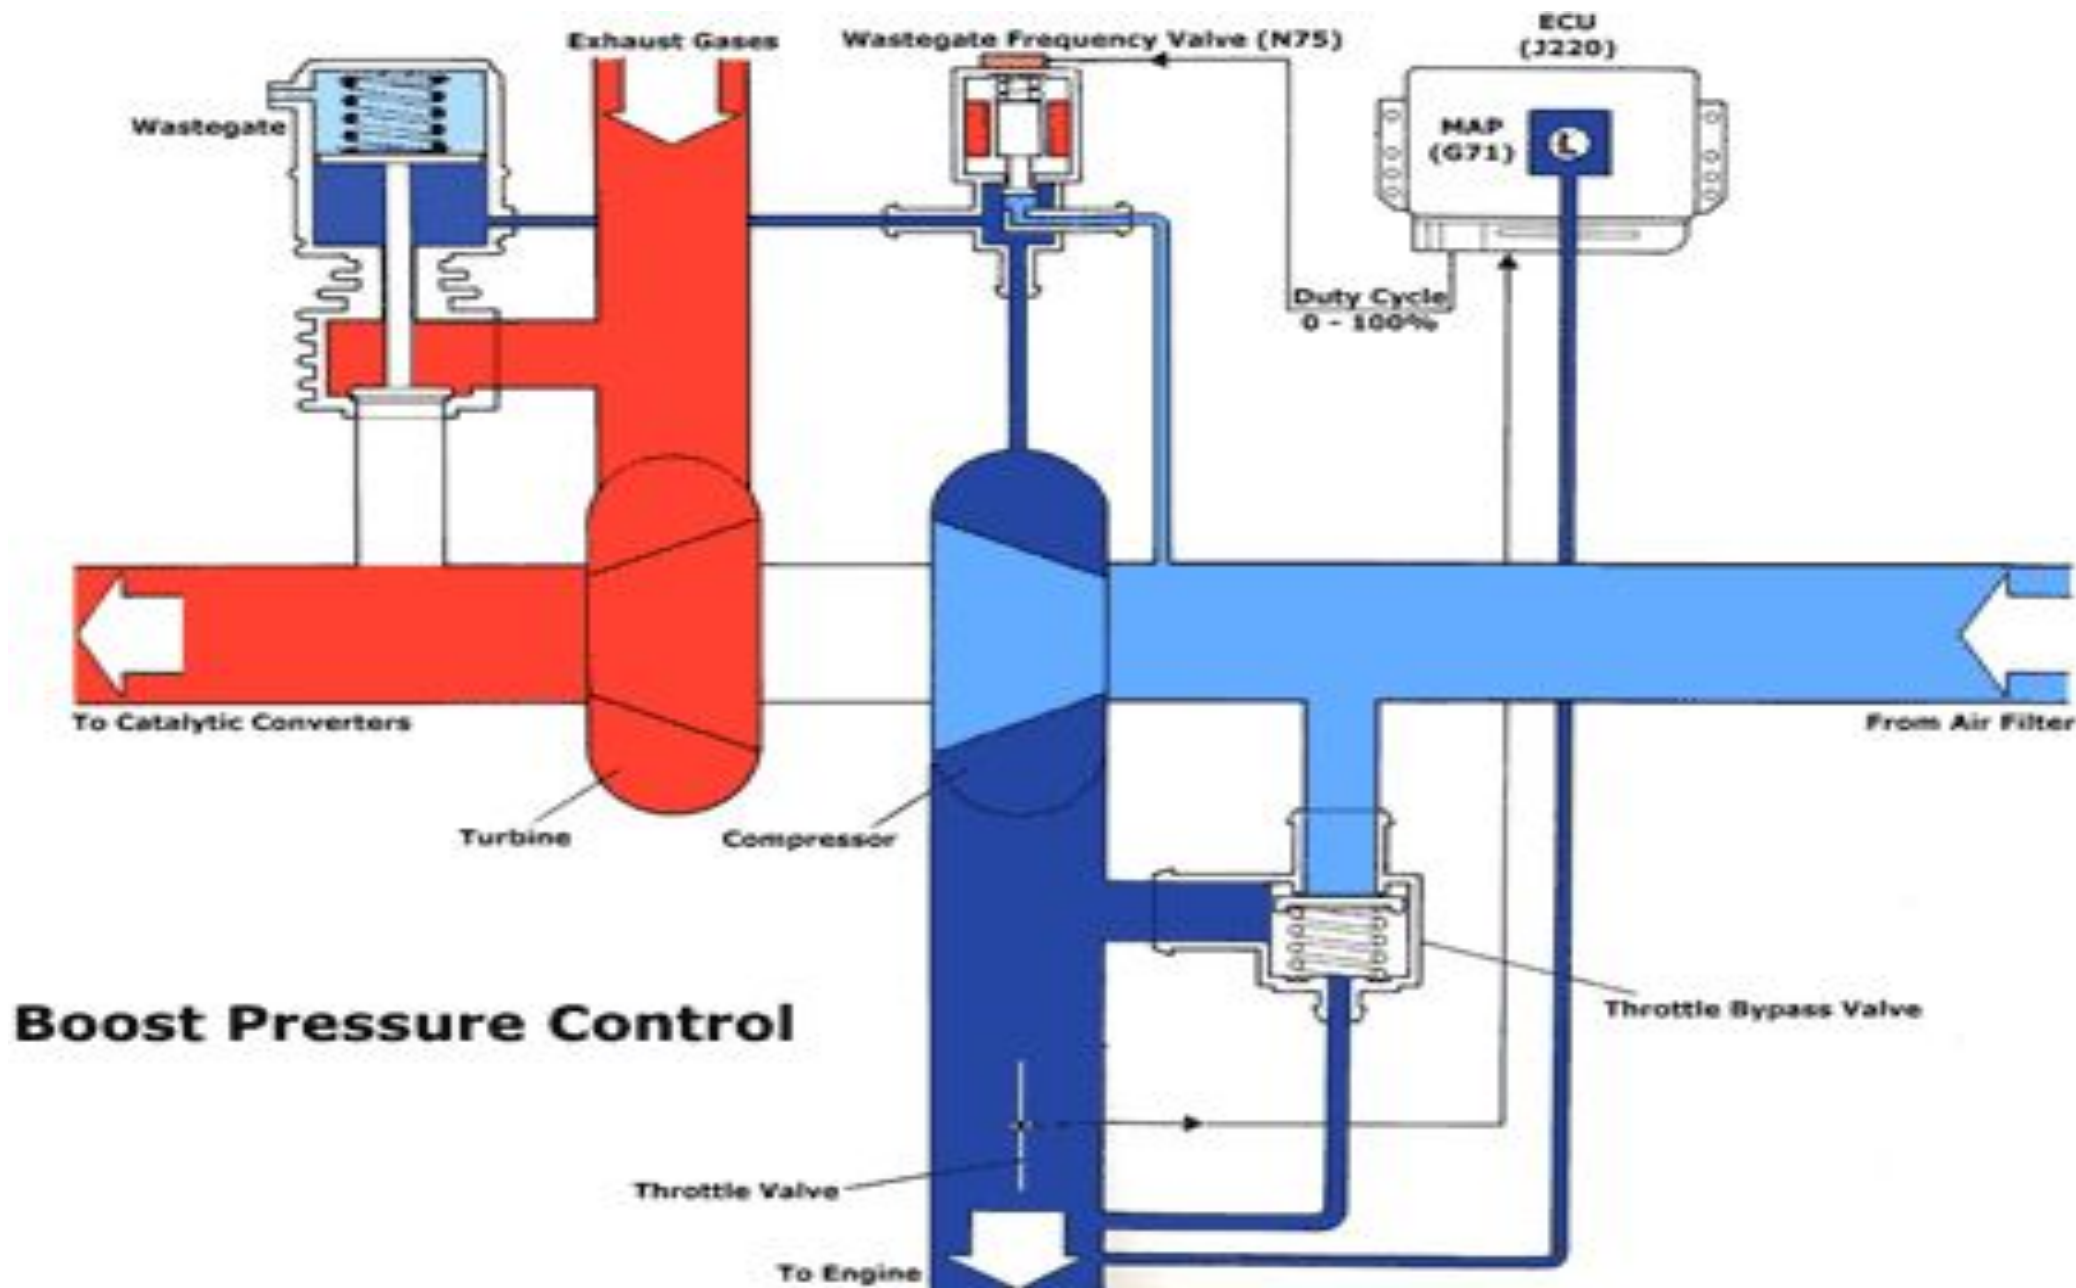 Exhaust Gases
Wastegate Frequency Valve (N75)
ECU
(J220)
Wastegate
MAP
(G71)
L
Duty Cycle
0 - 100%
To Catalytic Converters
From Air Filter
Turbine
Compressor
Boost Pressure Control
Throttle Bypass Valve
Throttle Valve
To Engine